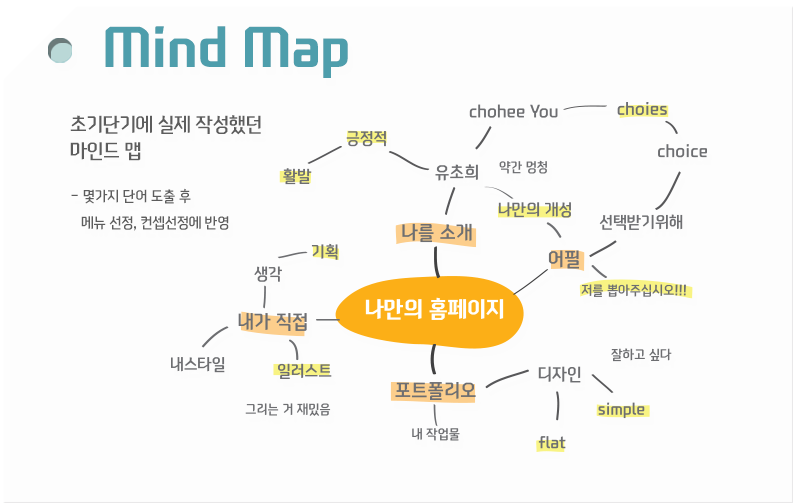 Mind Map
초기단기에 실제 작성했던
마인드 맵
- 몇가지 단어 도출 후
메뉴 선정, 컨셉선정에 반영
chohee You
choies
긍정적
choice
활발
유초희
약간 멍청
나만의 개성
선택받기위해
나를 소개
기획
어필
생각
저를 뽑아주십시오!!!
나만의 홈페이지
내가 직접
내스타일
일러스트
잘하고 싶다
디자인
포트폴리오
그리는 거 재밌음
simple
내 작업물
flat